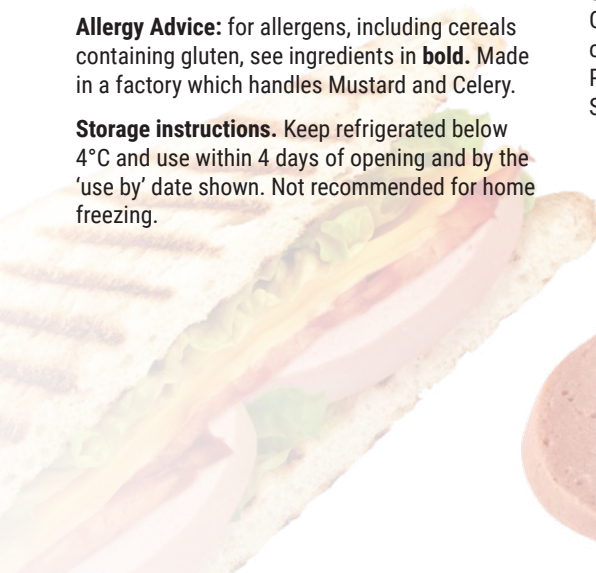 Allergy Advice: for allergens, including cereals
containing gluten, see ingredients in bold. Made
in a factory which handles Mustard and Celery.
Storage instructions. Keep refrigerated below
4°C and use within 4 days of opening and by the
‘use by’ date shown. Not recommended for home
freezing.